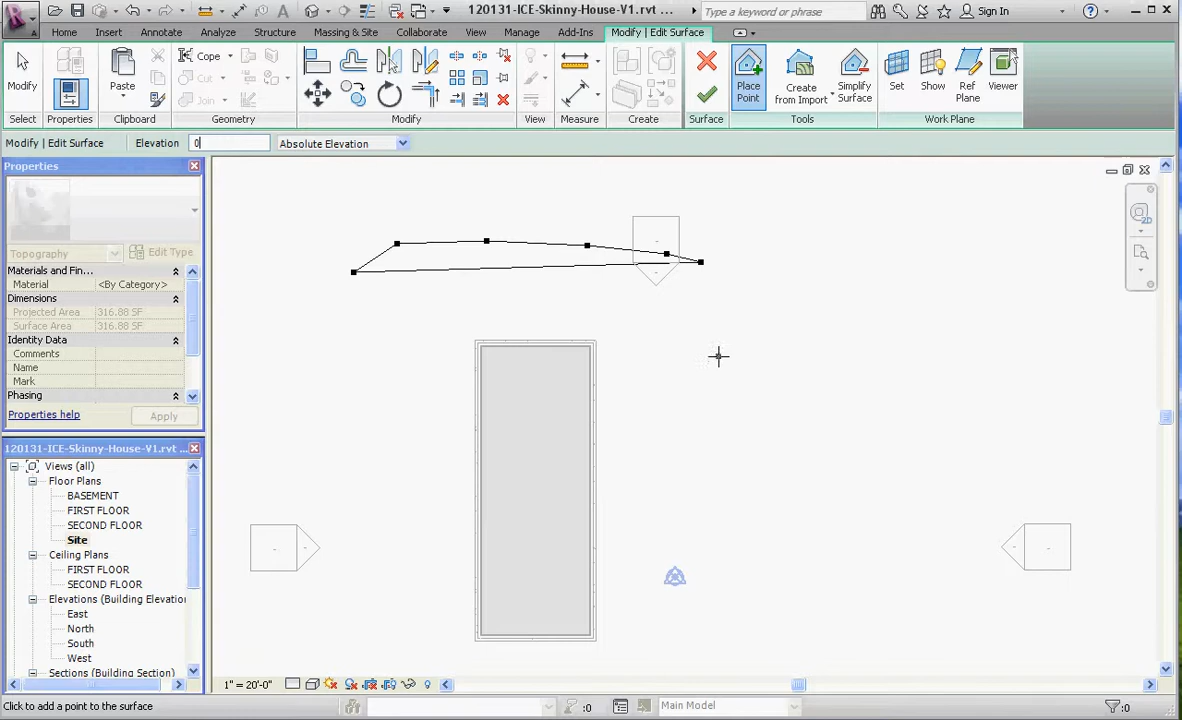 120131-ICE-Skinny-House-V1.rvt ...
Type a keyword or phrase
Sign In
Home Insert Annotate Analyze Structure Massing & Site Collaborate View Manage Add-Ins Modify | Edit Surface
Modify
Paste
Cope
Cut
Join
Place Point
Create from Import
Simplify Surface
Set
Show
Ref Plane
Viewer
Select Properties Clipboard Geometry Modify View Measure Create Surface Tools Work Plane
Modify | Edit Surface Elevation 0 Absolute Elevation
Properties
Topography Edit Type
Materials and Fin...
Material <By Category>
Dimensions
Projected Area 316.88 SF
Surface Area 316.88 SF
Identity Data
Comments
Name
Mark
Phasing
Properties help Apply
120131-ICE-Skinny-House-V1.rvt ...
Views (all)
Floor Plans
BASEMENT
FIRST FLOOR
SECOND FLOOR
Site
Ceiling Plans
FIRST FLOOR
SECOND FLOOR
Elevations (Building Elevation
East
North
South
West
Sections (Building Section)
2D
1" = 20'-0"
Click to add a point to the surface
:0
Main Model
:0